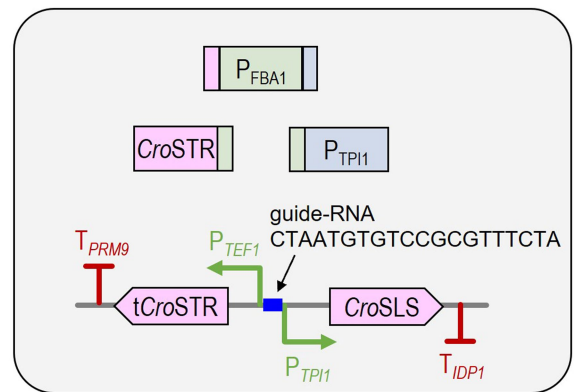 P_FBA1
CroSTR
P_TPI1
guide-RNA
CTAATGTGTCCGCGTTTCTA
T_PRM9
P_TEF1
tCroSTR
CroSLS
P_TPI1
T_IDP1